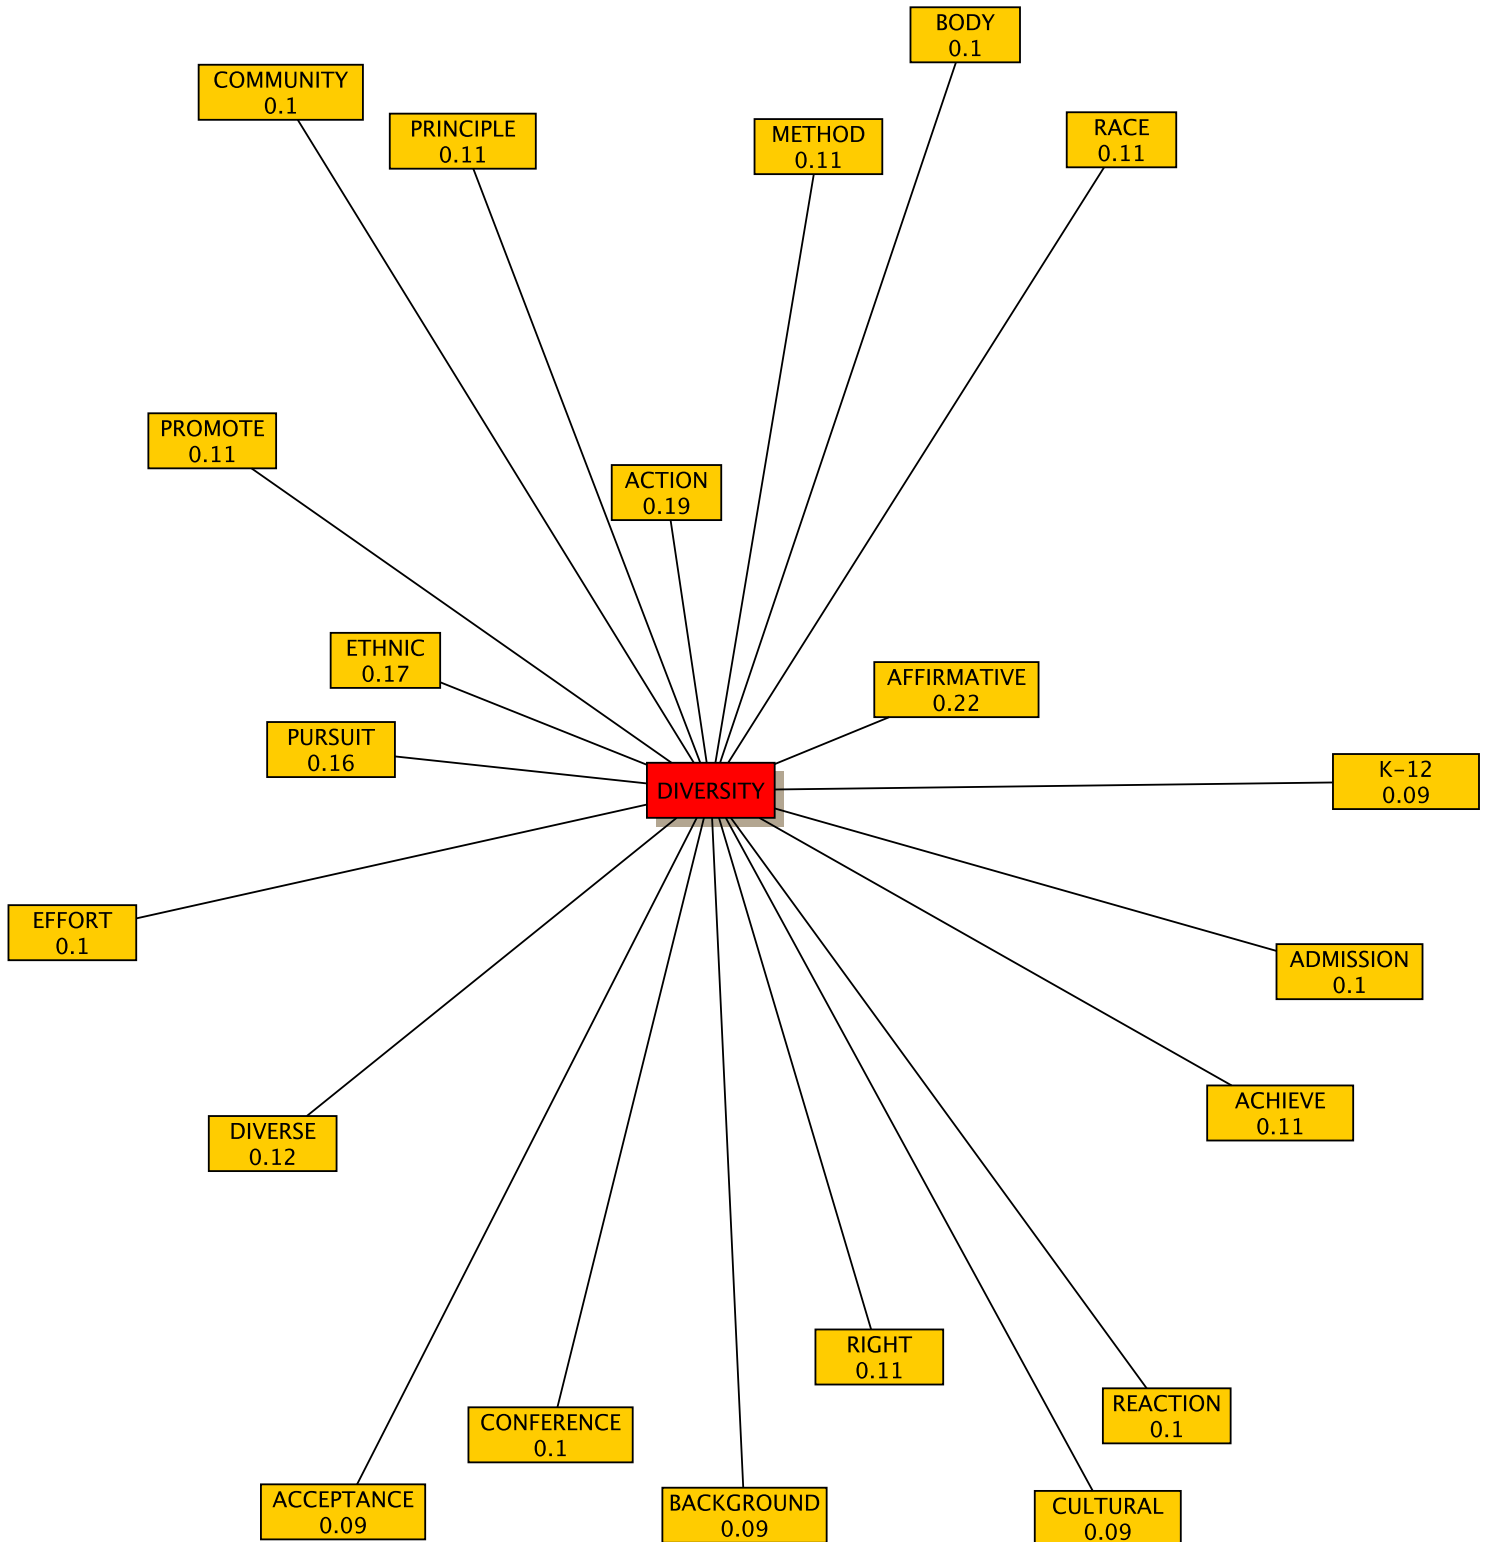 BODY
0.1
COMMUNITY
0.1
PRINCIPLE
0.11
METHOD
0.11
RACE
0.11
PROMOTE
0.11
ACTION
0.19
ETHNIC
0.17
AFFIRMATIVE
0.22
PURSUIT
0.16
DIVERSITY
K-12
0.09
EFFORT
0.1
ADMISSION
0.1
ACHIEVE
0.11
DIVERSE
0.12
RIGHT
0.11
REACTION
0.1
CONFERENCE
0.1
ACCEPTANCE
0.09
BACKGROUND
0.09
CULTURAL
0.09